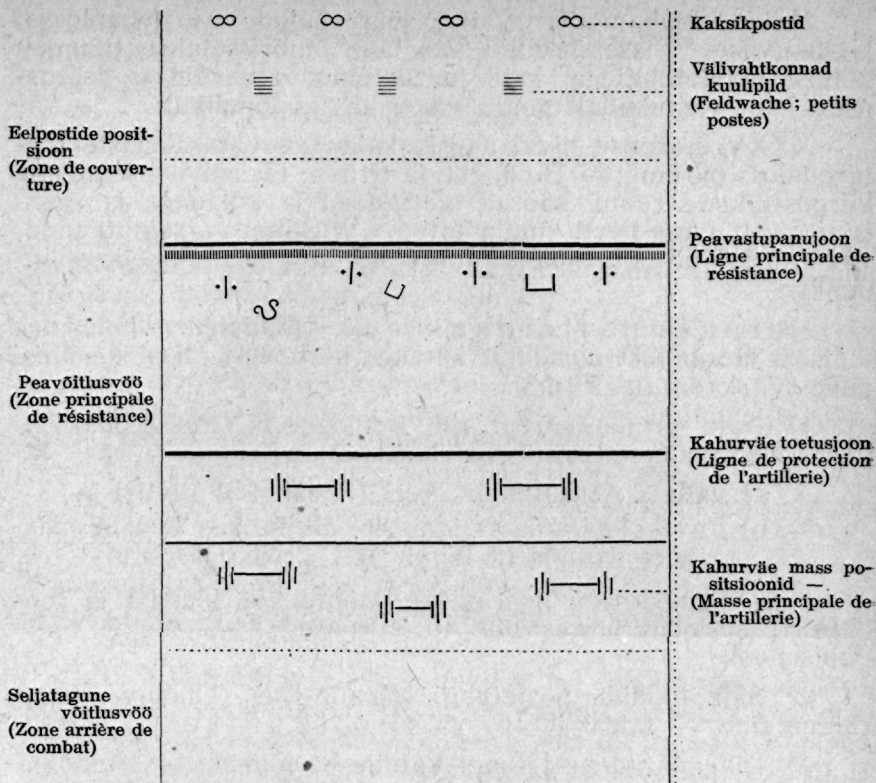 Kaksikpostid
Välivahtkonnad
kuulipild
(Feldwache; petits
postes)
Eelpostide posit-
sioon
(Zone de couver-
ture)
Peavastupanujoon
(Ligne principale de
résistance)
Peavõitlusvöö
(Zone principale
de résistance)
Kahurväe toetusjoon
(Ligne de protection
de l'artillerie)
Kahurväe mass po-
sitsioonid —
(Masse principale de
l'artillerie)
Seljatagune
võitlusvöö
(Zone arrière de
combat)